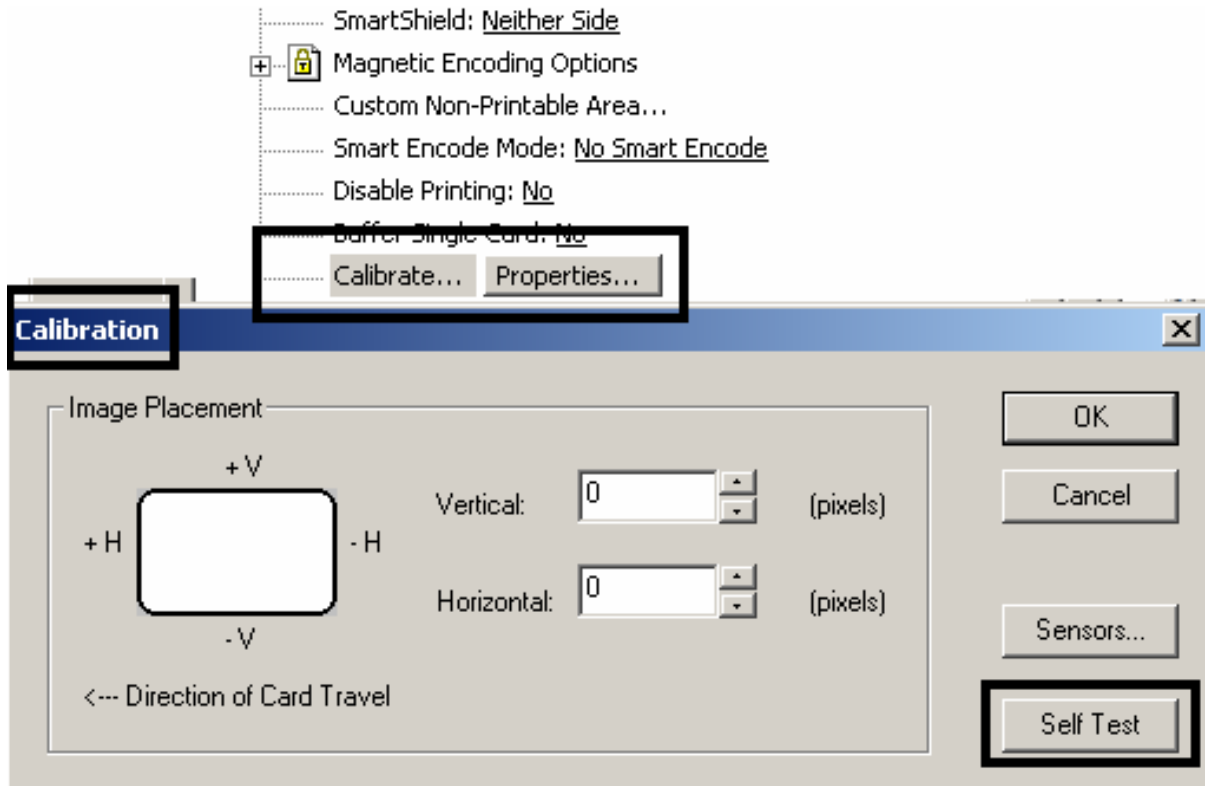 SmartShield: Neither Side
Magnetic Encoding Options
Custom Non-Printable Area...
Smart Encode Mode: No Smart Encode
Disable Printing: No
Buffer Single Card: No
Calibrate... Properties...
Calibration
Image Placement
OK
+ V
Vertical: 0 (pixels)
Cancel
+ H - H
Horizontal: 0 (pixels)
- V
Sensors...
<--- Direction of Card Travel
Self Test